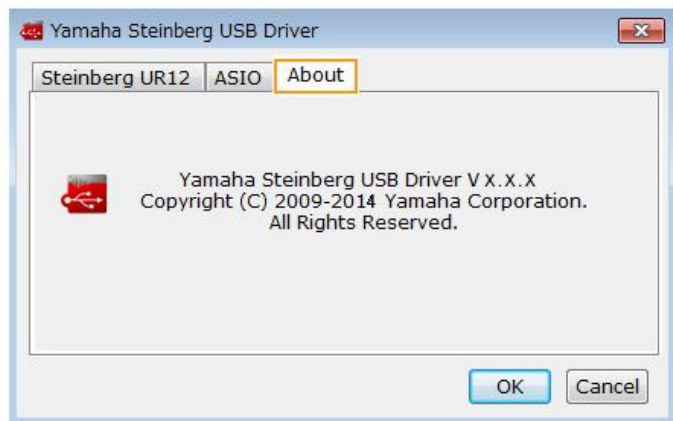 Yamaha Steinberg USB Driver
Steinberg UR12 ASIO About
Yamaha Steinberg USB Driver V x.x.x
Copyright (C) 2009-2014 Yamaha Corporation.
All Rights Reserved.
OK Cancel